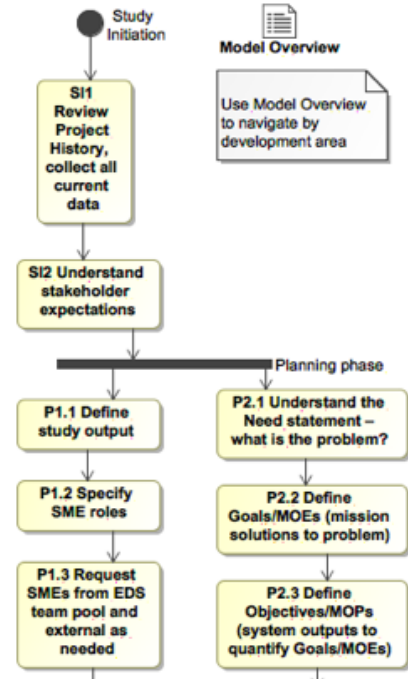 Study
Initiation
Model Overview
SI1
Review
Project
History,
collect all
current
data
Use Model Overview
to navigate by
development area
SI2 Understand
stakeholder
expectations
Planning phase
P1.1 Define
study output
P2.1 Understand the
Need statement –
what is the problem?
P1.2 Specify
SME roles
P2.2 Define
Goals/MOEs (mission
solutions to problem)
P1.3 Request
SMEs from EDS
team pool and
external as
needed
P2.3 Define
Objectives/MOPs
(system outputs to
quantify Goals/MOEs)